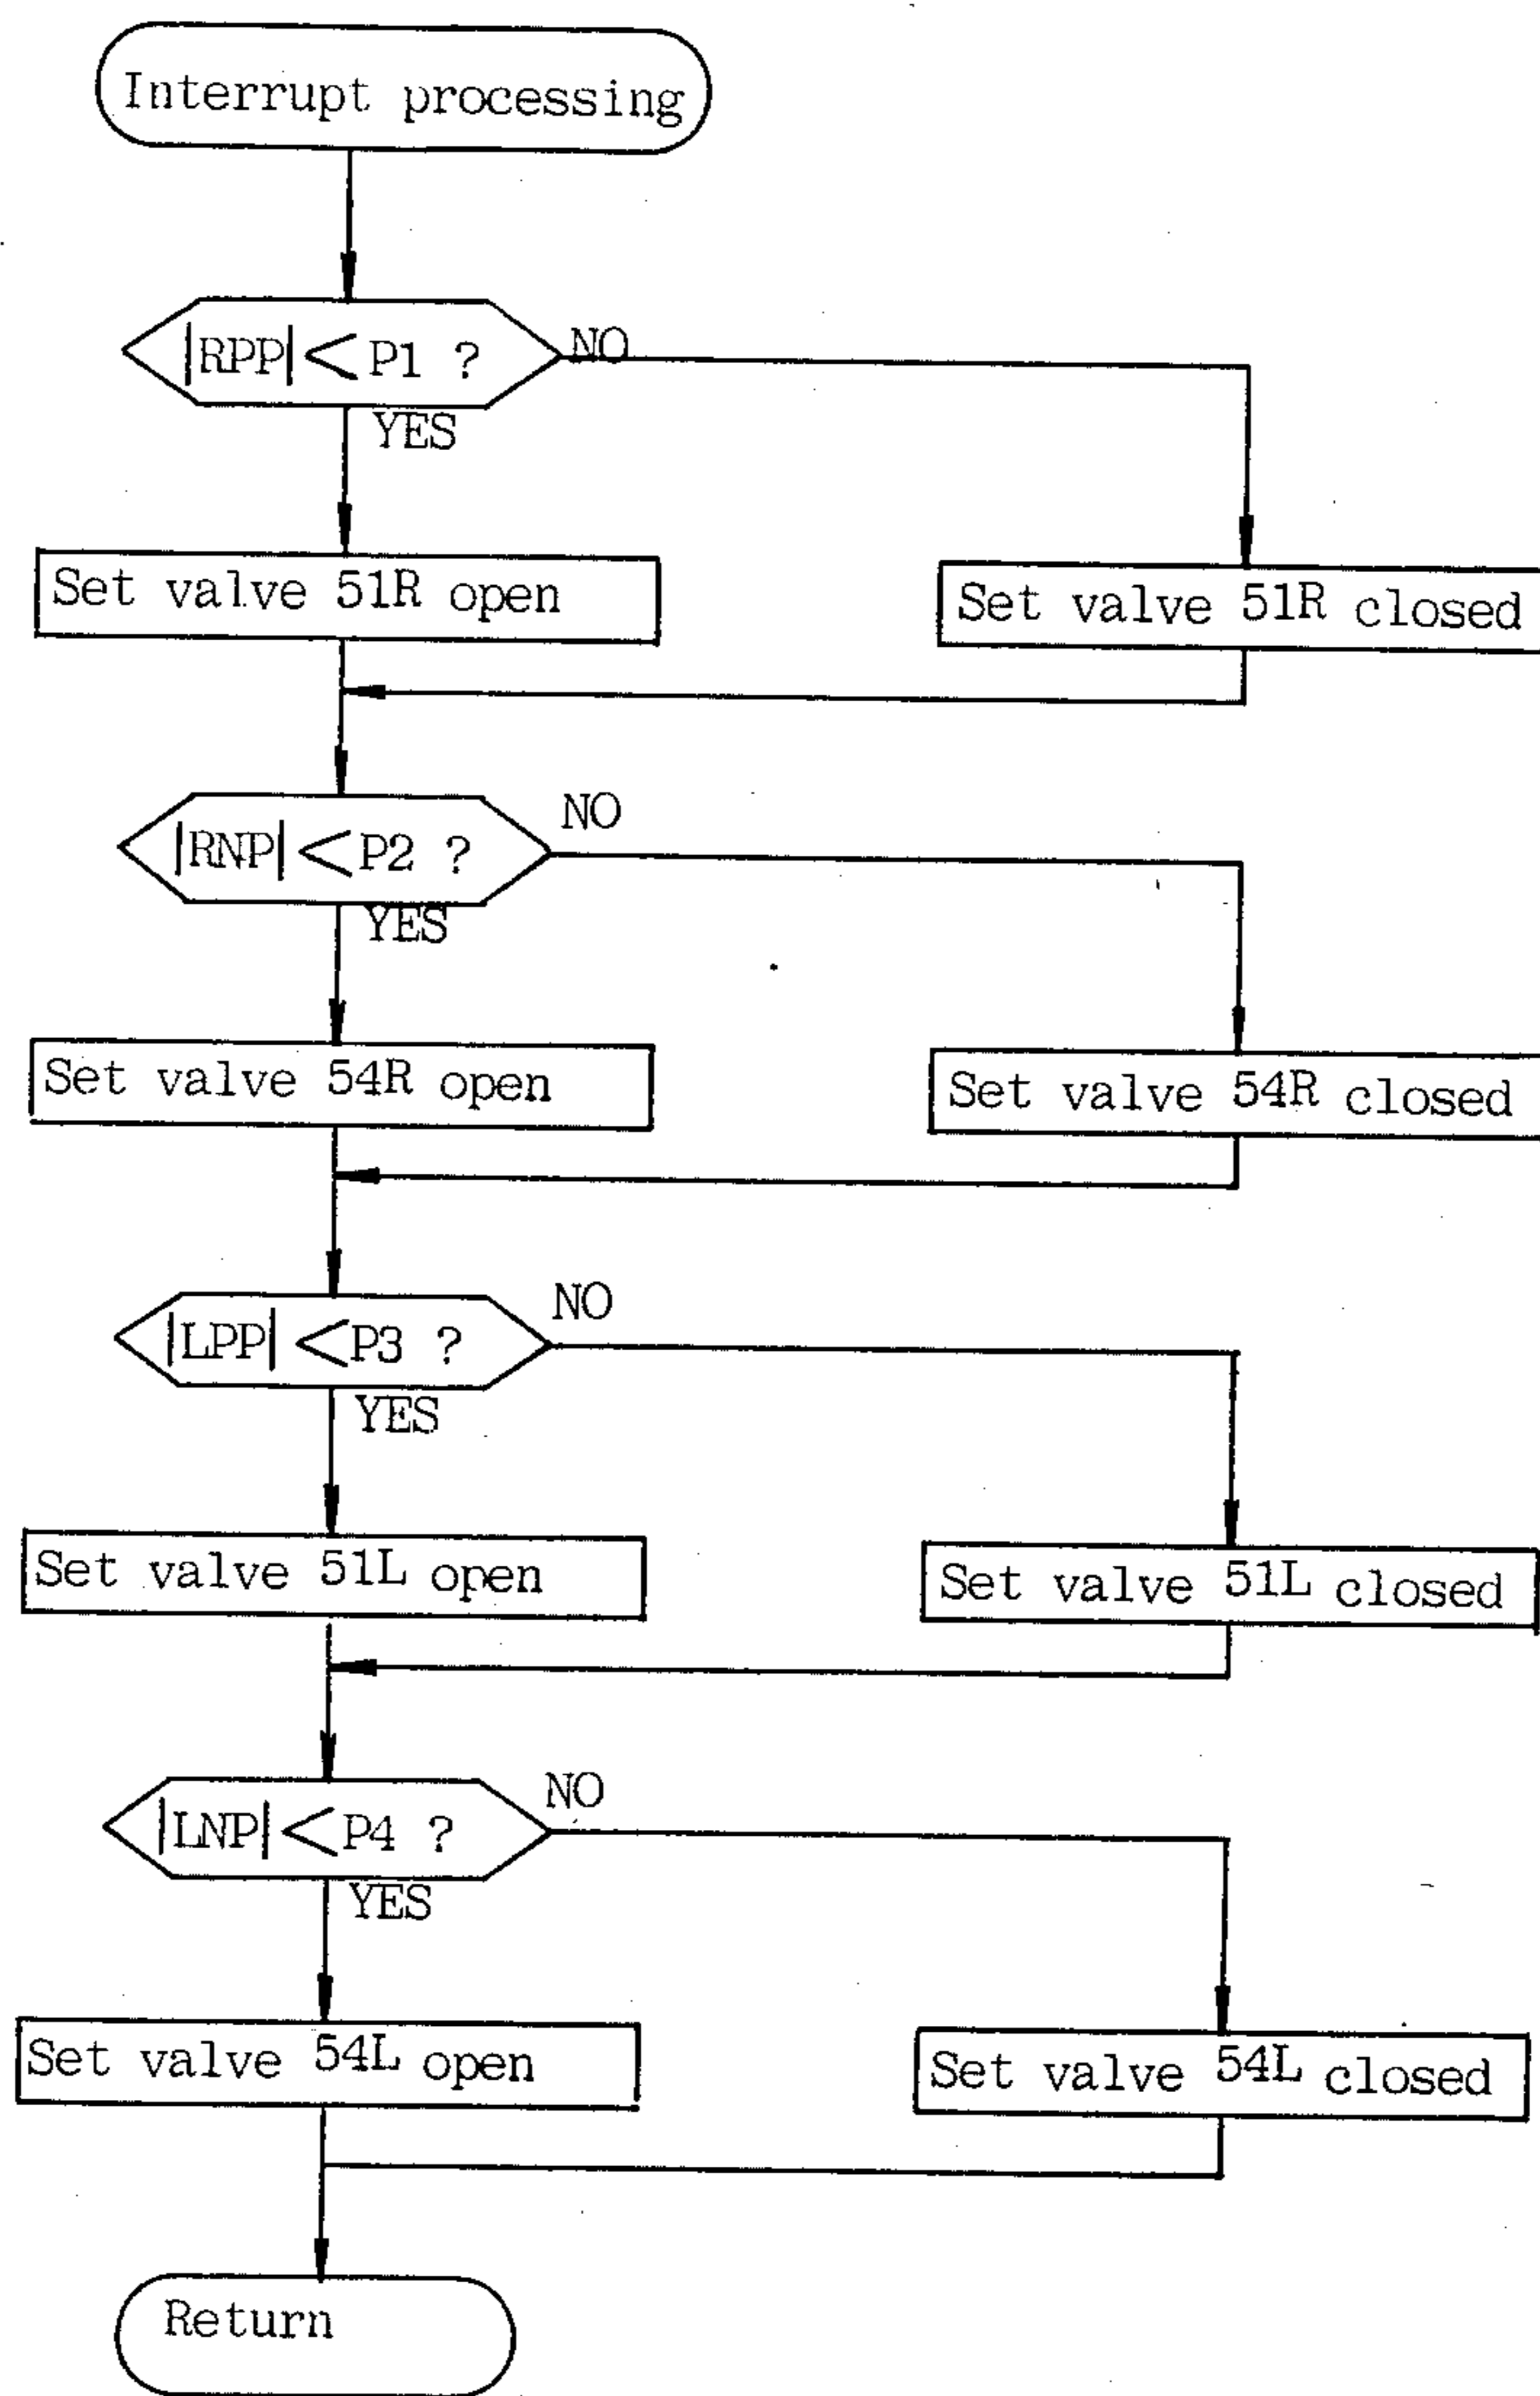 Interrupt processing
|RPP| < P1 ?
NO
YES
Set valve 51R open
Set valve 51R closed
|RNP| < P2 ?
NO
YES
Set valve 54R open
Set valve 54R closed
|LPP| < P3 ?
NO
YES
Set valve 51L open
Set valve 51L closed
|LNP| < P4 ?
NO
YES
Set valve 54L open
Set valve 54L closed
Return